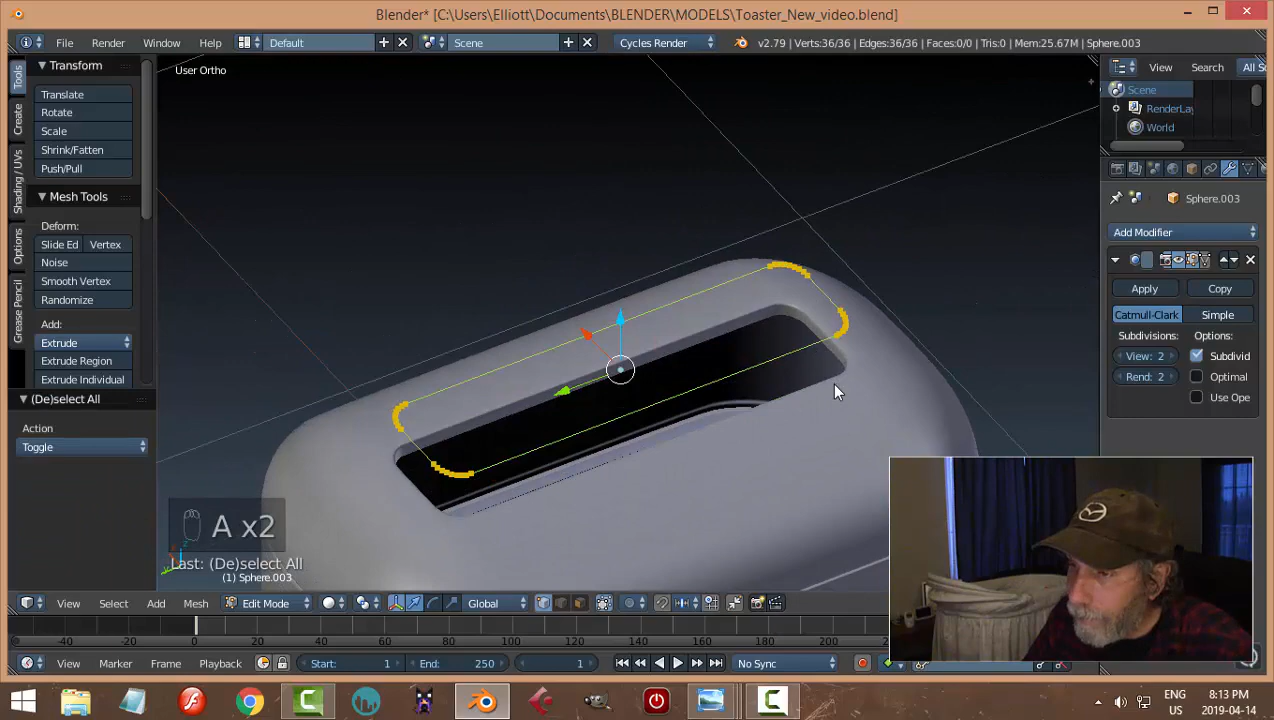 Blender* [C:\Users\Elliott\Documents\BLENDER\MODELS\Toaster_New_video.blend]
File Render Window Help Default Scene Cycles Render v2.79 | Verts:36/36 | Edges:36/36 | Faces:0/0 | Tris:0 | Mem:25.67M | Sphere.003
Tools
Create
Shading / UVs
Options
Grease Pencil
Transform
Translate
Rotate
Scale
Shrink/Fatten
Push/Pull
Mesh Tools
Deform:
Slide Ed Vertex
Noise
Smooth Vertex
Randomize
Add:
Extrude
Extrude Region
Extrude Individual
(De)select All
Action
Toggle
User Ortho
A x2
Last: (De)select All
(1) Sphere.003
View Search All S
Scene
RenderLay
World
Sphere.003
Add Modifier
Apply Copy
Catmull-Clark Simple
Subdivisions: Options:
View: 2 Subdivid
Rend: 2 Optimal
Use Ope
View Select Add Mesh Edit Mode Global
-40 -20 0 20 40 60 80 100 120 140 160 180 200
View Marker Frame Playback Start: 1 End: 250 1 No Sync
ENG 8:13 PM
US 2019-04-14